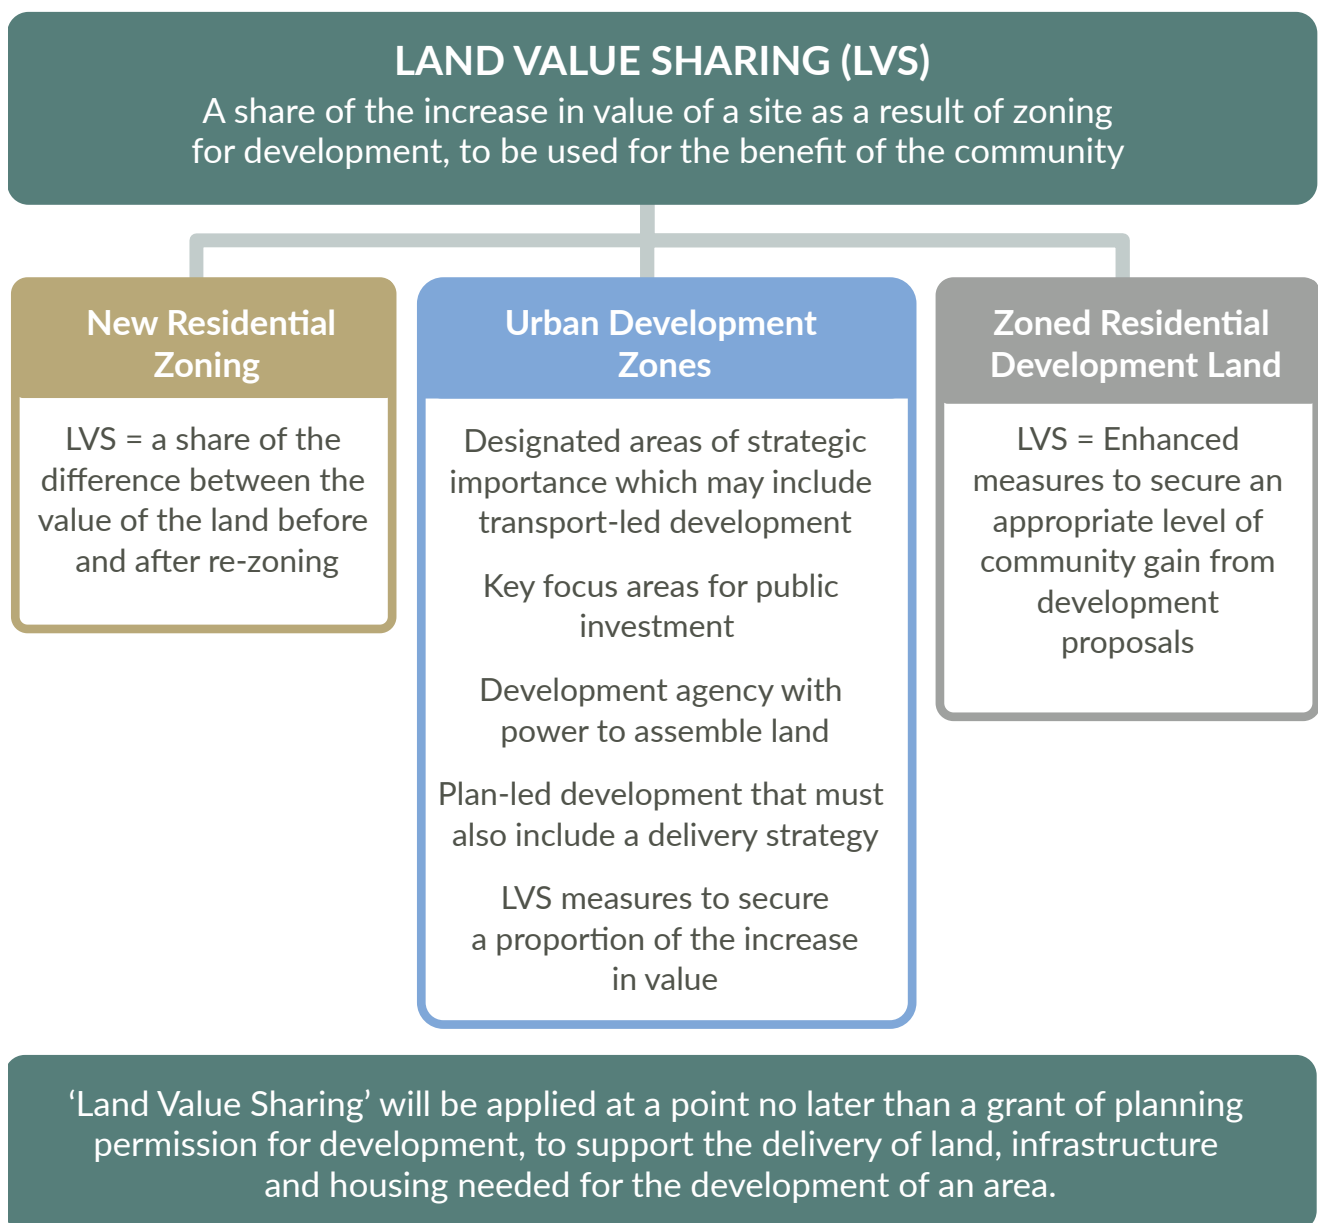 LAND VALUE SHARING (LVS)
A share of the increase in value of a site as a result of zoning
for development, to be used for the benefit of the community
New Residential
Zoning
LVS = a share of the
difference between the
value of the land before
and after re-zoning
Urban Development
Zones
Designated areas of strategic
importance which may include
transport-led development
Key focus areas for public
investment
Development agency with
power to assemble land
Plan-led development that must
also include a delivery strategy
LVS measures to secure
a proportion of the increase
in value
Zoned Residential
Development Land
LVS = Enhanced
measures to secure an
appropriate level of
community gain from
development
proposals
‘Land Value Sharing’ will be applied at a point no later than a grant of planning
permission for development, to support the delivery of land, infrastructure
and housing needed for the development of an area.